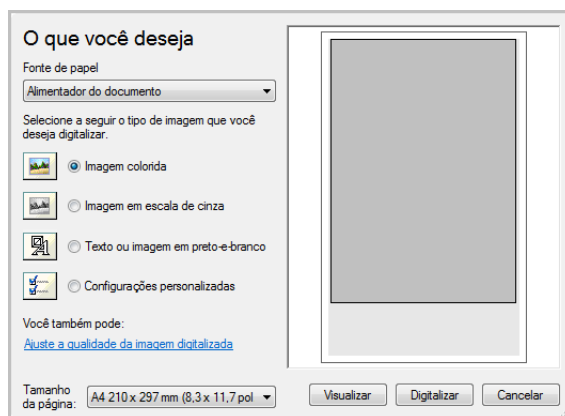 O que você deseja
Fonte de papel
Alimentador do documento
Selecione a seguir o tipo de imagem que você
deseja digitalizar.
Imagem colorida
Imagem em escala de cinza
Texto ou imagem em preto-e-branco
Configurações personalizadas
Você também pode:
Ajuste a qualidade da imagem digitalizada
Tamanho
da página:
A4 210 x 297 mm (8,3 x 11,7 pol
Visualizar
Digitalizar
Cancelar